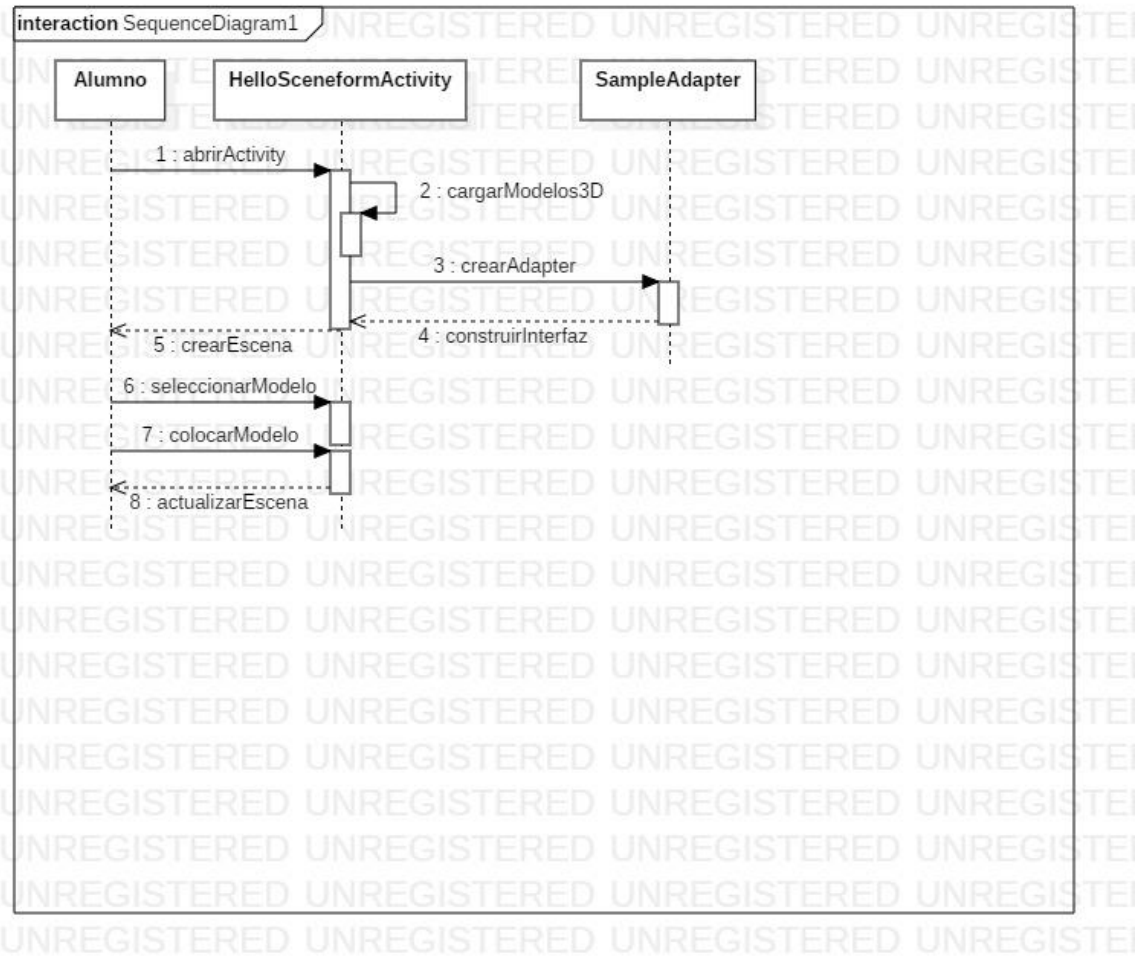 interaction SequenceDiagram1
Alumno
HelloSceneformActivity
SampleAdapter
1 : abrirActivity
2 : cargarModelos3D
3 : crearAdapter
4 : construirInterfaz
5 : crearEscena
6 : seleccionarModelo
7 : colocarModelo
8 : actualizarEscena
UNREGISTERED UNREGISTERED UNREGISTERED UNREGISTE